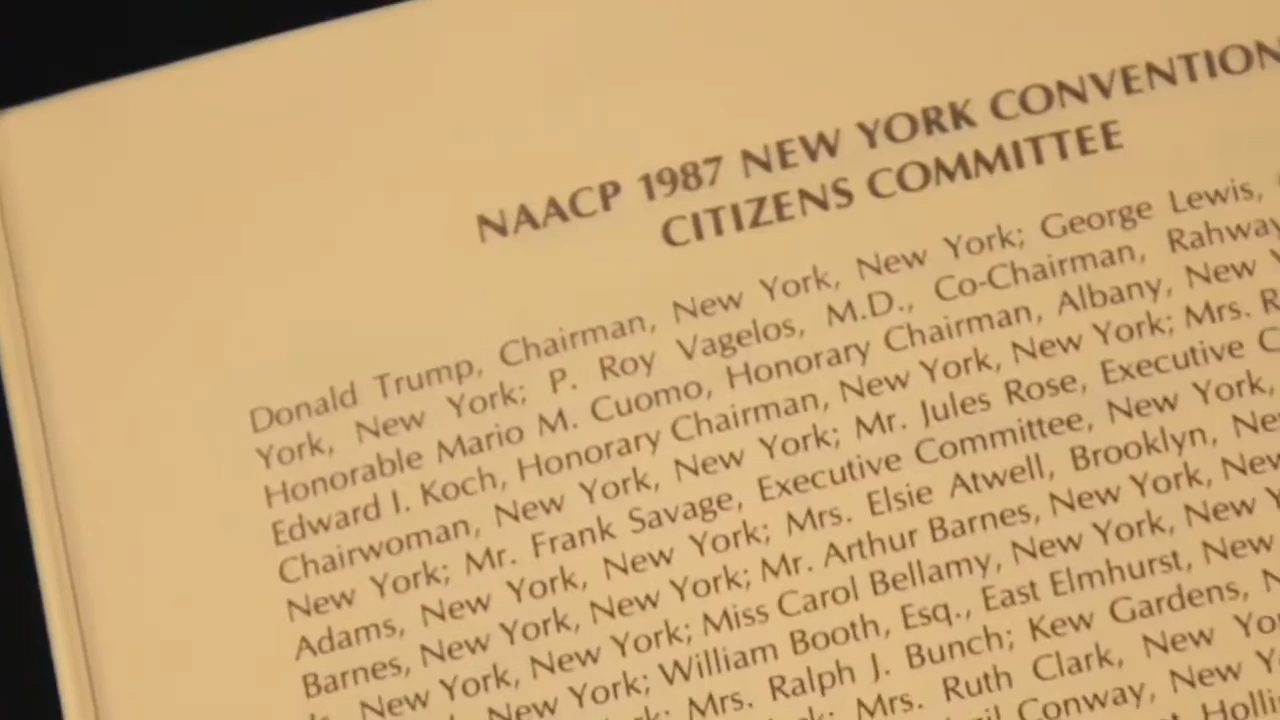 NAACP 1987 NEW YORK CONVENTION
CITIZENS COMMITTEE
Donald Trump, Chairman, New York, New York; George Lewis,
York, New York; P. Roy Vagelos, M.D., Co-Chairman, Rahway
Honorable Mario M. Cuomo, Honorary Chairman, Albany, New
Edward I. Koch, Honorary Chairman, New York, New York; Mrs. R
Chairwoman, New York, New York; Mr. Jules Rose, Executive C
New York; Mr. Frank Savage, Executive Committee, New York,
Adams, New York, New York; Mrs. Elsie Atwell, Brooklyn, Ne
Barnes, New York, New York; Mr. Arthur Barnes, New York, New
New York, New York; Miss Carol Bellamy, New York, New Y
New York; William Booth, Esq., East Elmhurst, New
Mrs. Ralph J. Bunch; Kew Gardens, N
Mrs. Ruth Clark, New Yo
Conway, New Y
Holli